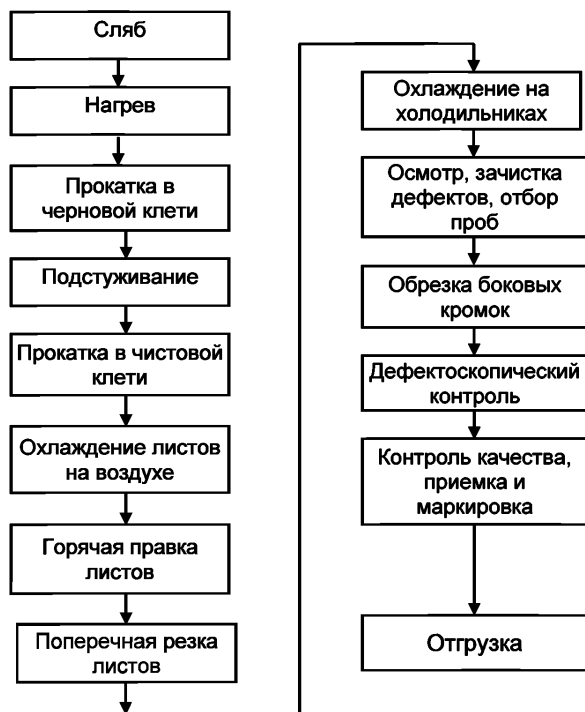 Сляб
Нагрев
Прокатка в
черновой клети
Подстуживание
Прокатка в чистовой
клети
Охлаждение листов
на воздухе
Горячая правка
листов
Поперечная резка
листов
Охлаждение на
холодильниках
Осмотр, зачистка
дефектов, отбор
проб
Обрезка боковых
кромок
Дефектоскопический
контроль
Контроль качества,
приемка и
маркировка
Отгрузка